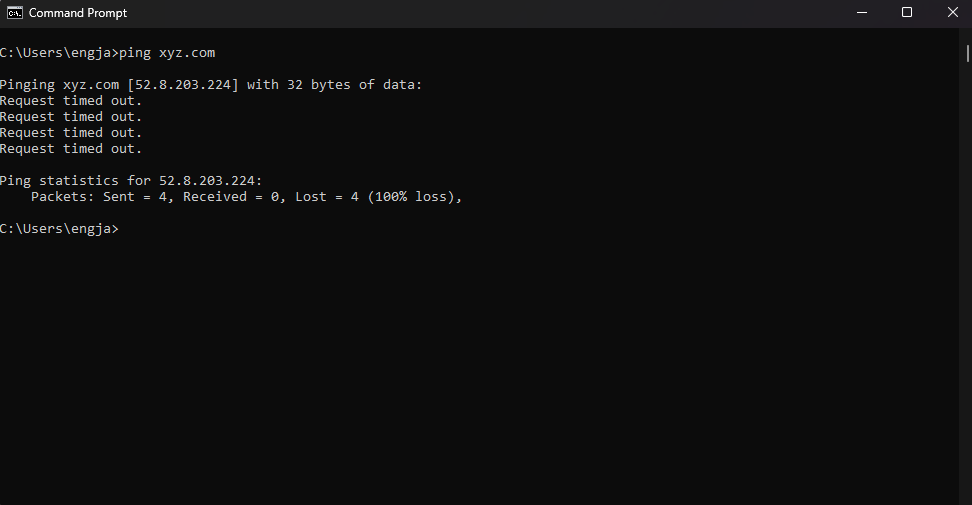 Command Prompt
C:\Users\engja>ping xyz.com
Pinging xyz.com [52.8.203.224] with 32 bytes of data:
Request timed out.
Request timed out.
Request timed out.
Request timed out.
Ping statistics for 52.8.203.224:
    Packets: Sent = 4, Received = 0, Lost = 4 (100% loss),
C:\Users\engja>